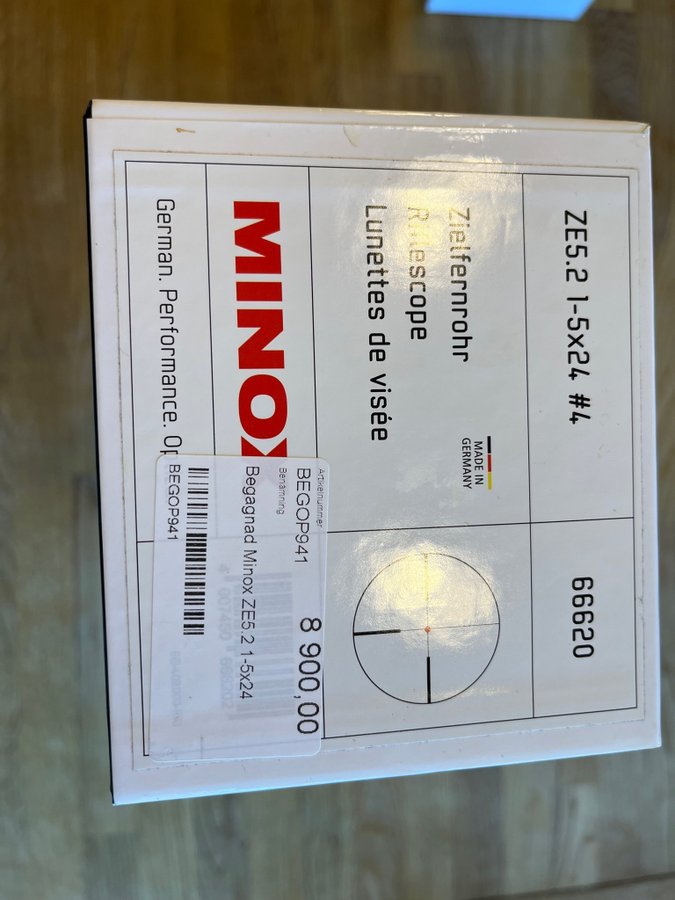 ZE5.2 1-5x24 #4
66620
Zielfernrohr
Riflescope
Lunettes de visée
MADE IN
GERMANY
MINOX
German. Performance.
Artikelnummer
BEGOP941
8 900,00
Benämning
Begagnad Minox ZE5.2 1-5x24
BEGOP941